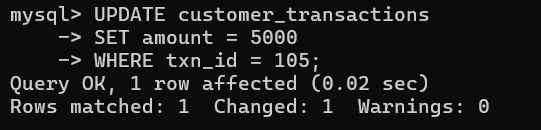 mysql> UPDATE customer_transactions
    -> SET amount = 5000
    -> WHERE txn_id = 105;
Query OK, 1 row affected (0.02 sec)
Rows matched: 1  Changed: 1  Warnings: 0